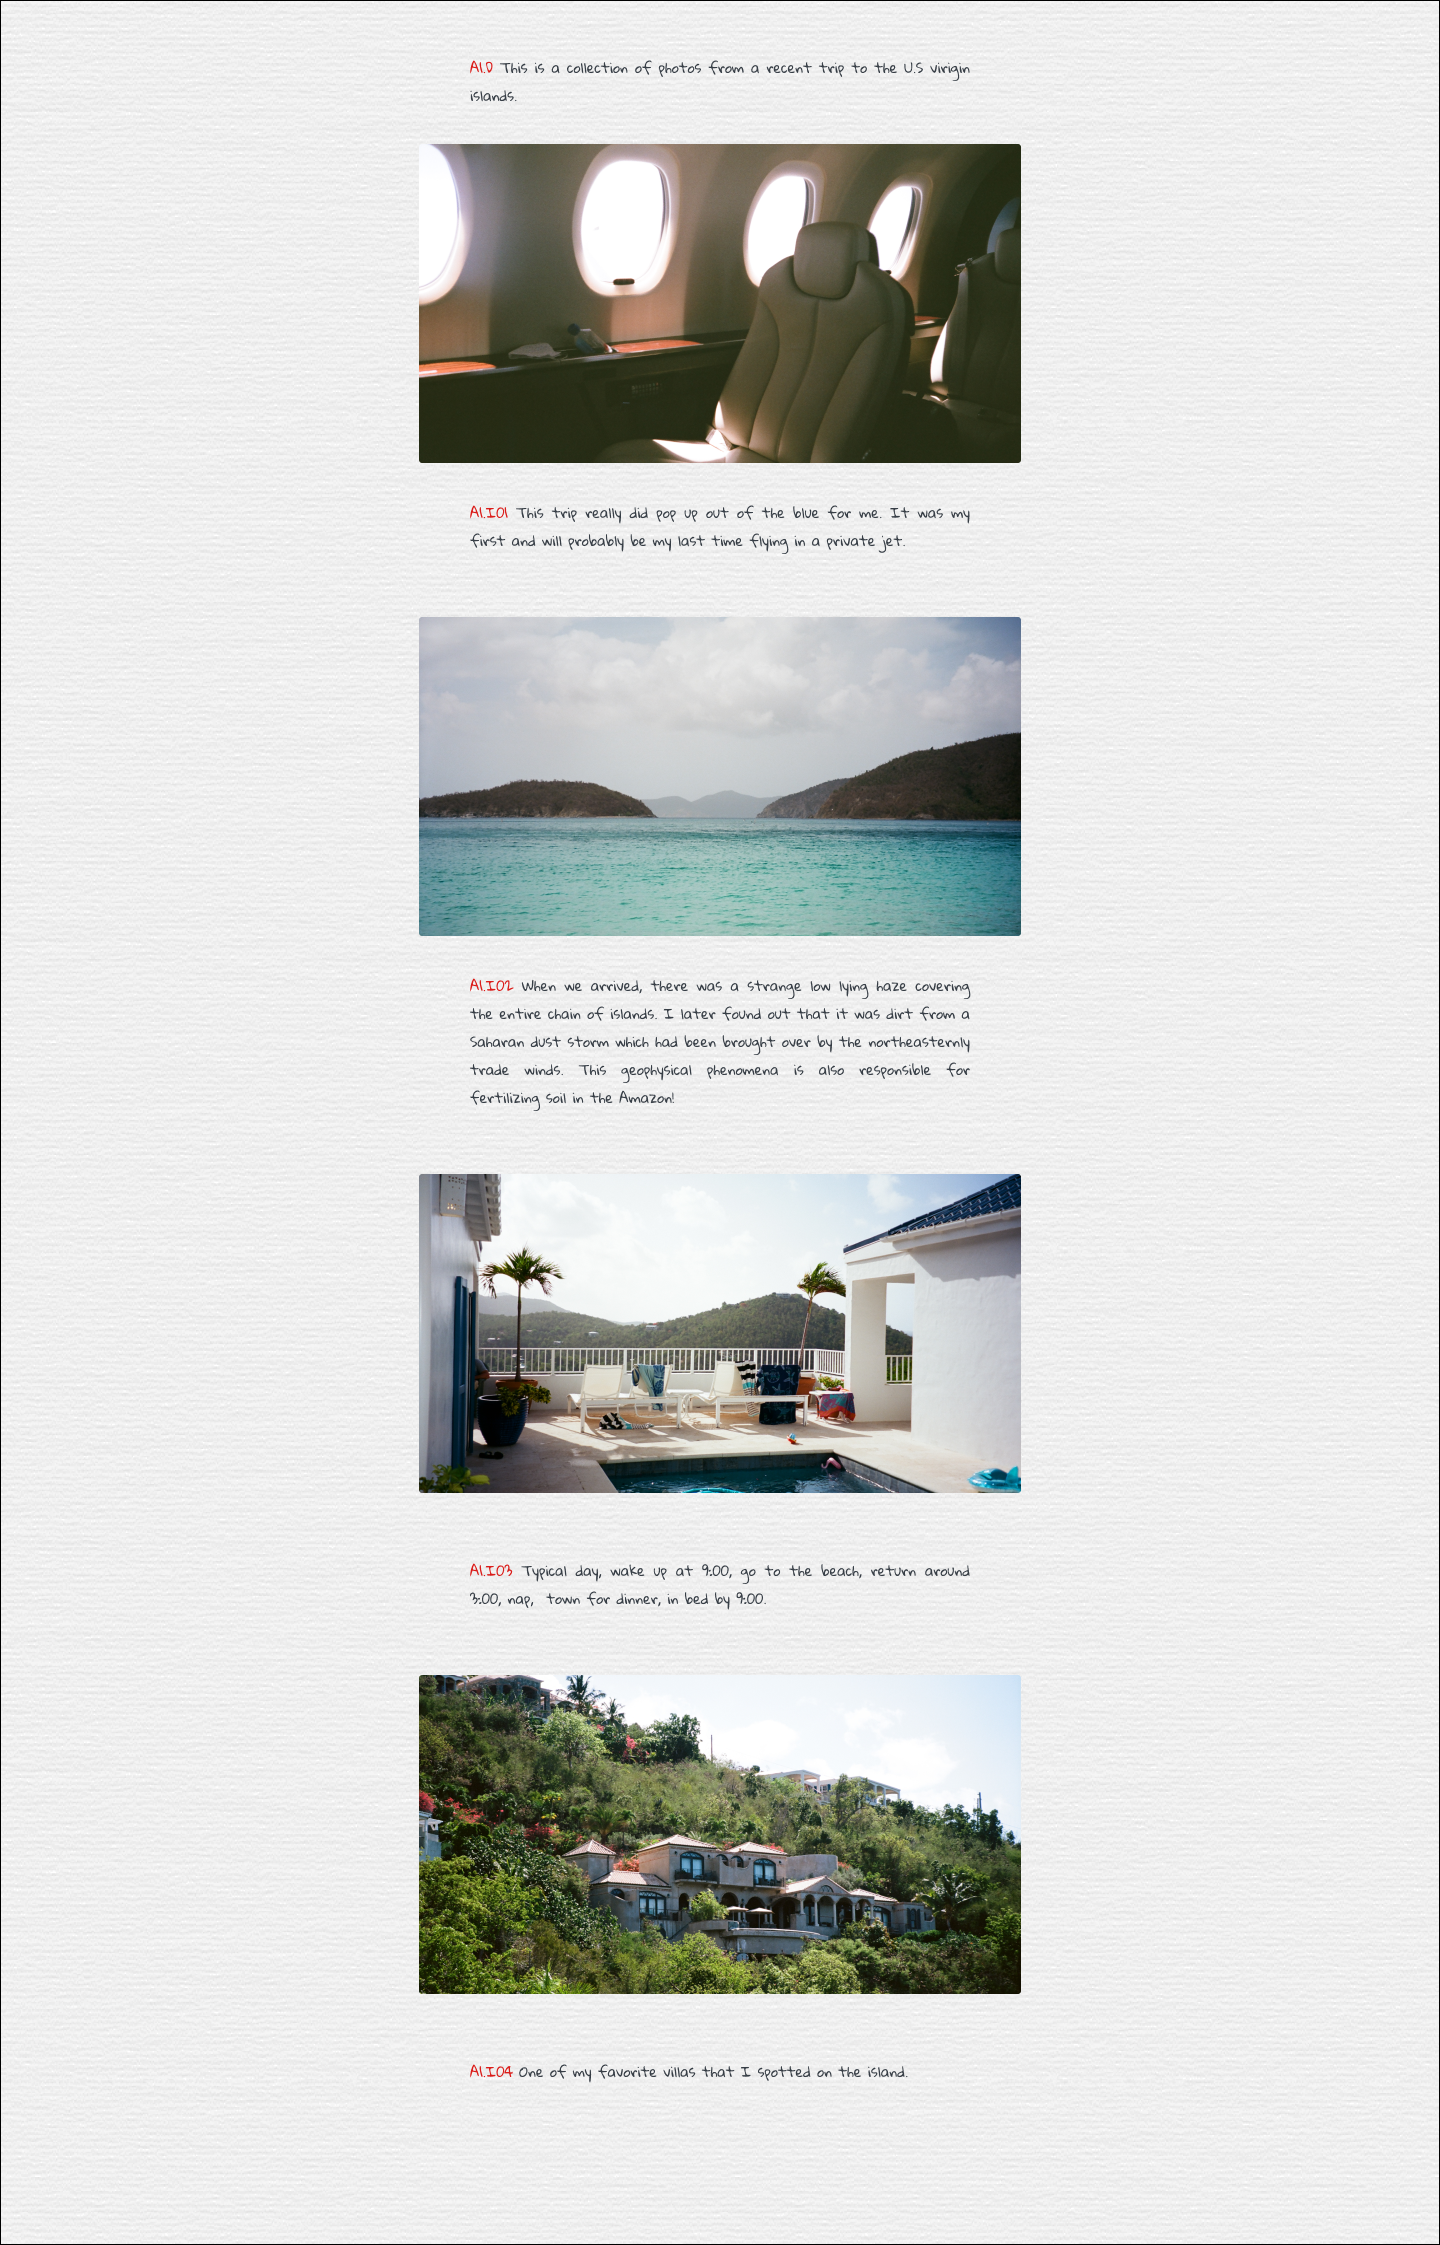 A1.D This is a collection of photos from a recent trip to the U.S virigin
islands.
A1.I01 This trip really did pop up out of the blue for me. It was my
first and will probably be my last time flying in a private jet.
A1.I02 When we arrived, there was a strange low lying haze covering
the entire chain of islands. I later found out that it was dirt from a
Saharan dust storm which had been brought over by the northeasternly
trade winds. This geophysical phenomena is also responsible for
fertilizing soil in the Amazon!
A1.I03 Typical day, wake up at 9:00, go to the beach, return around
3:00, nap, town for dinner, in bed by 9:00.
A1.I04 One of my favorite villas that I spotted on the island.